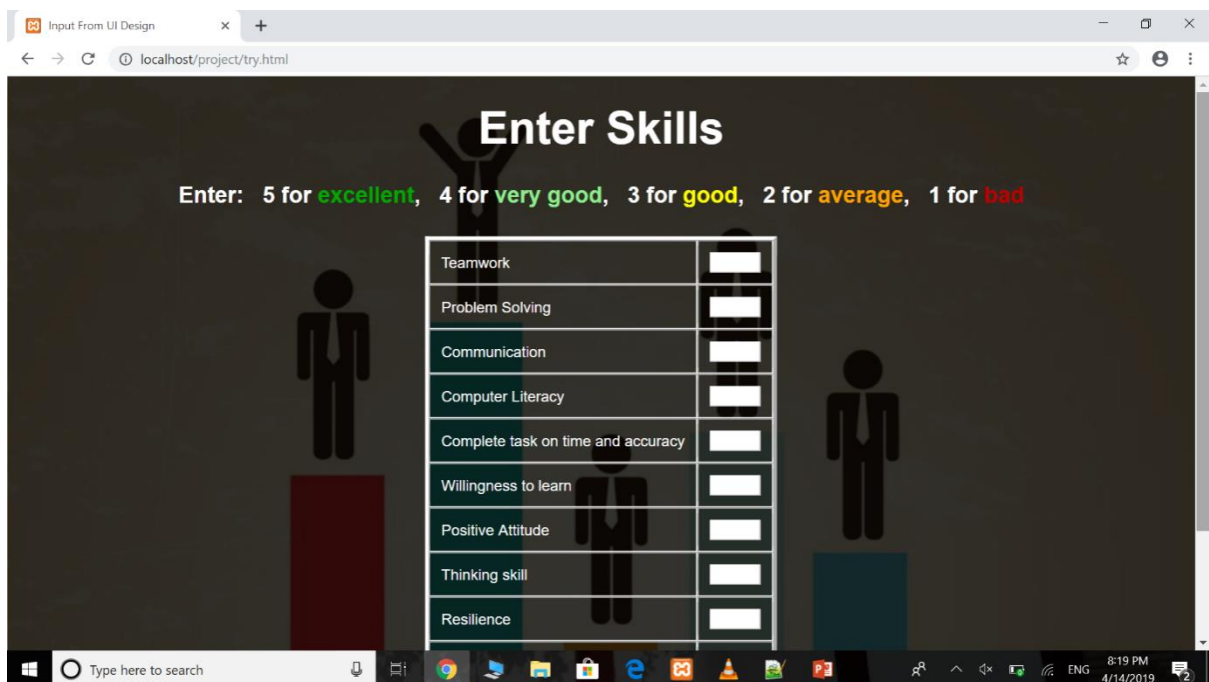 Input From UI Design
localhost/project/try.html
Enter Skills
Enter: 5 for excellent, 4 for very good, 3 for good, 2 for average, 1 for bad
Teamwork
Problem Solving
Communication
Computer Literacy
Complete task on time and accuracy
Willingness to learn
Positive Attitude
Thinking skill
Resilience
Type here to search
ENG
8:19 PM
4/14/2019
2